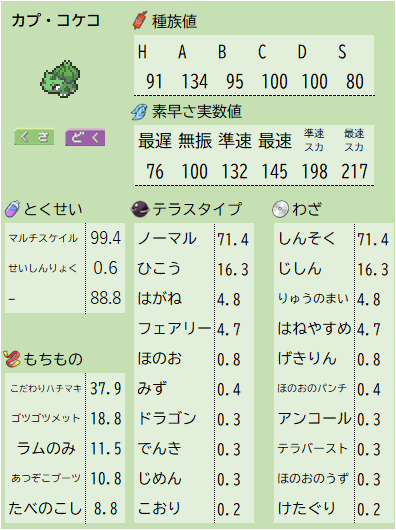 カプ・コケコ
種族値
H A B C D S
91 134 95 100 100 80
素早さ実数値
最遅 無振 準速 最速 準速スカ 最速スカ
76 100 132 145 198 217
くさ どく
とくせい
マルチスケイル 99.4
せいしんりょく 0.6
– 88.8
もちもの
こだわりハチマキ 37.9
ゴツゴツメット 18.8
ラムのみ 11.5
あつぞこブーツ 10.8
たべのこし 8.8
テラスタイプ
ノーマル 71.4
ひこう 16.3
はがね 4.8
フェアリー 4.7
ほのお 0.8
みず 0.4
ドラゴン 0.3
でんき 0.3
じめん 0.3
こおり 0.2
わざ
しんそく 71.4
じしん 16.3
りゅうのまい 4.8
はねやすめ 4.7
げきりん 0.8
ほのおのパンチ 0.4
アンコール 0.3
テラバースト 0.3
ほのおのうず 0.3
けたぐり 0.2